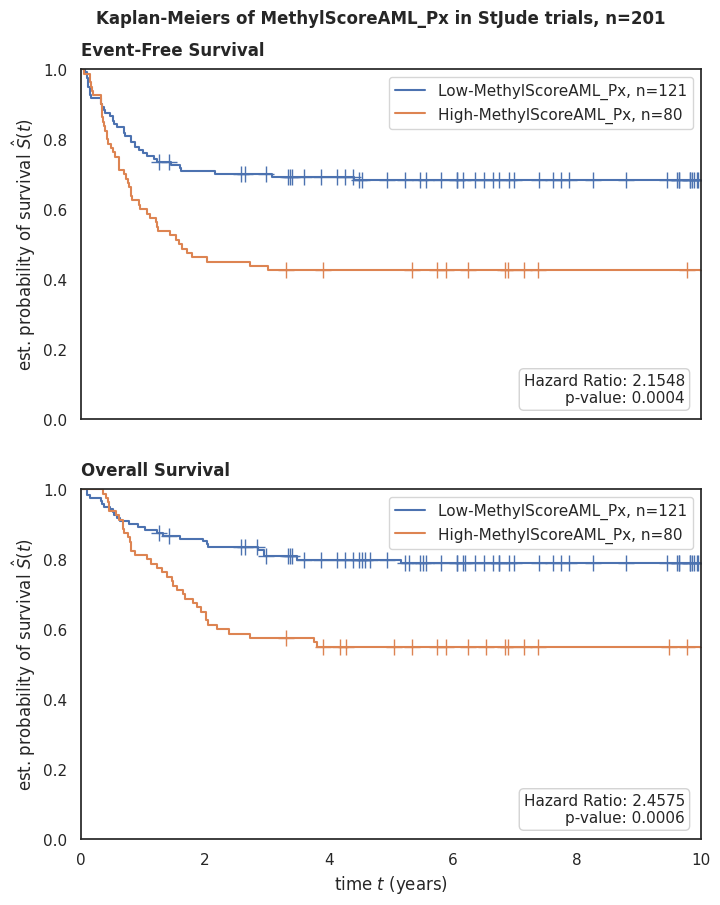 Kaplan-Meiers of MethylScoreAML_Px in StJude trials, n=201
Event-Free Survival
1.0
Low-MethylScoreAML_Px, n=121
High-MethylScoreAML_Px, n=80
0.8
0.6
0.4
0.2
0.0
est. probability of survival Ŝ(t)
Hazard Ratio: 2.1548
p-value: 0.0004
Overall Survival
1.0
Low-MethylScoreAML_Px, n=121
High-MethylScoreAML_Px, n=80
0.8
0.6
0.4
0.2
0.0
est. probability of survival Ŝ(t)
Hazard Ratio: 2.4575
p-value: 0.0006
0 2 4 6 8 10
time t (years)